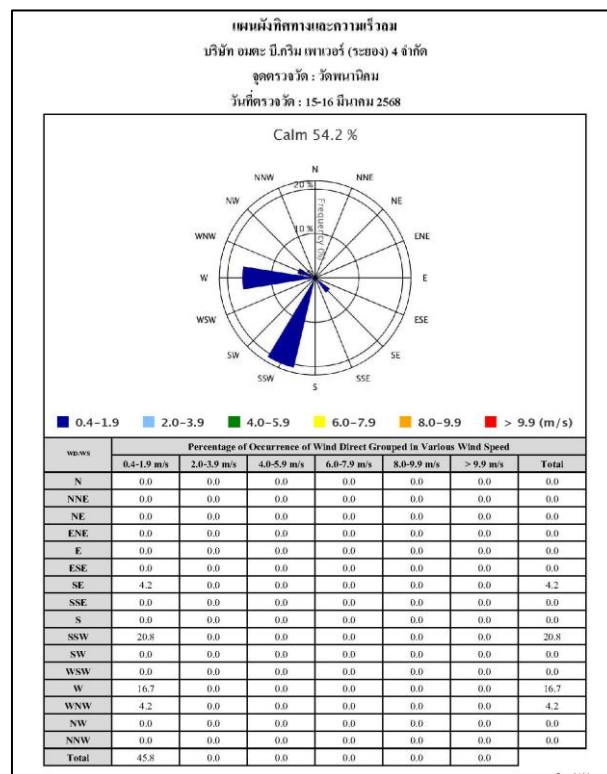 แผนผังทิศทางและความเร็วลม
บริษัท อมตะ บี.กริม เพาเวอร์ (ระยอง) 4 จำกัด
จุดตรวจวัด : วัดพนานิคม
วันที่ตรวจวัด : 15-16 มีนาคม 2568
Calm 54.2 %
N
NNW NNE
20 %
NW NE
Frequency (%)
WNW 10 % ENE
W E
WSW ESE
SW SE
SSW SSE
S
0.4-1.9 2.0-3.9 4.0-5.9 6.0-7.9 8.0-9.9 > 9.9 (m/s)
WD/WS Percentage of Occurrence of Wind Direct Grouped in Various Wind Speed
0.4-1.9 m/s 2.0-3.9 m/s 4.0-5.9 m/s 6.0-7.9 m/s 8.0-9.9 m/s > 9.9 m/s Total
N 0.0 0.0 0.0 0.0 0.0 0.0 0.0
NNE 0.0 0.0 0.0 0.0 0.0 0.0 0.0
NE 0.0 0.0 0.0 0.0 0.0 0.0 0.0
ENE 0.0 0.0 0.0 0.0 0.0 0.0 0.0
E 0.0 0.0 0.0 0.0 0.0 0.0 0.0
ESE 0.0 0.0 0.0 0.0 0.0 0.0 0.0
SE 4.2 0.0 0.0 0.0 0.0 0.0 4.2
SSE 0.0 0.0 0.0 0.0 0.0 0.0 0.0
S 0.0 0.0 0.0 0.0 0.0 0.0 0.0
SSW 20.8 0.0 0.0 0.0 0.0 0.0 20.8
SW 0.0 0.0 0.0 0.0 0.0 0.0 0.0
WSW 0.0 0.0 0.0 0.0 0.0 0.0 0.0
W 16.7 0.0 0.0 0.0 0.0 0.0 16.7
WNW 4.2 0.0 0.0 0.0 0.0 0.0 4.2
NW 0.0 0.0 0.0 0.0 0.0 0.0 0.0
NNW 0.0 0.0 0.0 0.0 0.0 0.0 0.0
Total 45.8 0.0 0.0 0.0 0.0 0.0